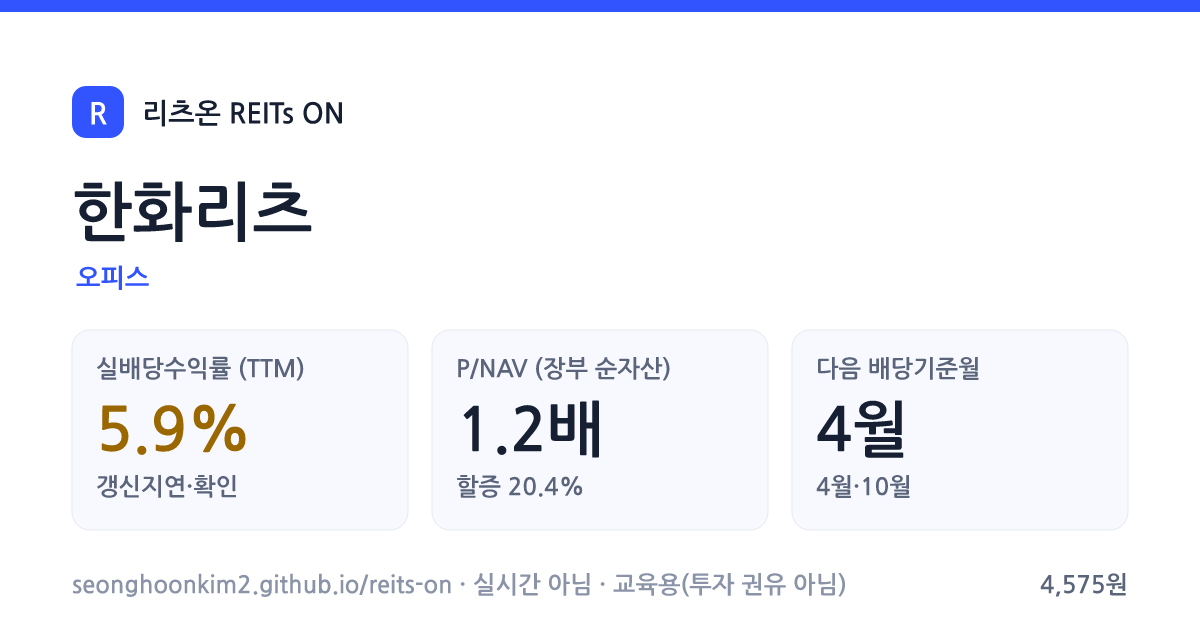 R
리츠온 REITs ON
한화리츠
오피스
실배당수익률 (TTM)
5.9%
갱신지연·확인
P/NAV (장부 순자산)
1.2배
할증 20.4%
다음 배당기준월
4월
4월·10월
seonghoonkim2.github.io/reits-on · 실시간 아님 · 교육용(투자 권유 아님)
4,575원